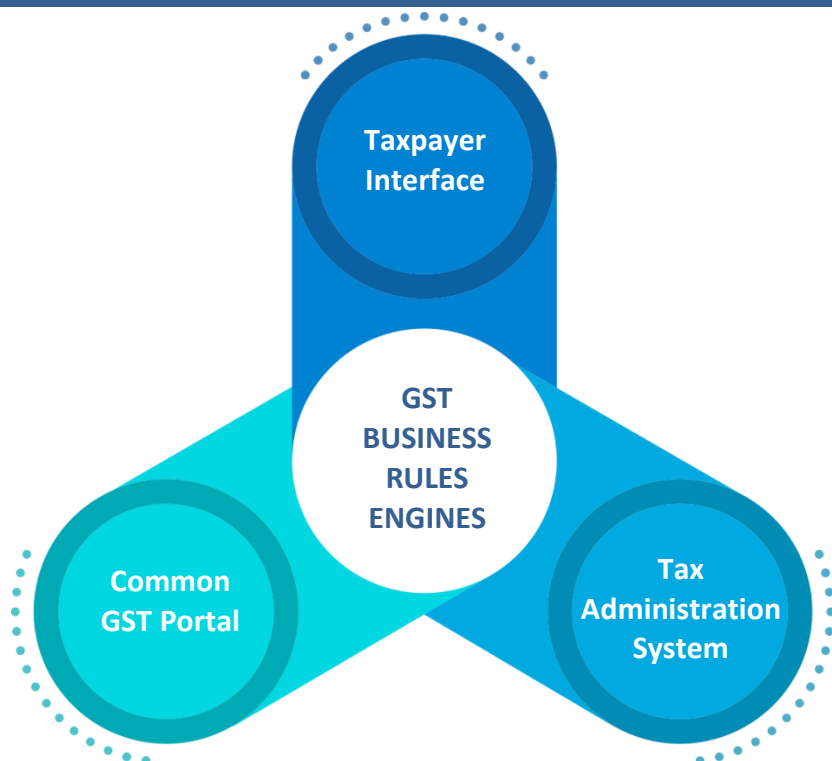 Taxpayer
Interface
GST
BUSINESS
RULES
ENGINES
Common
GST Portal
Tax
Administration
System